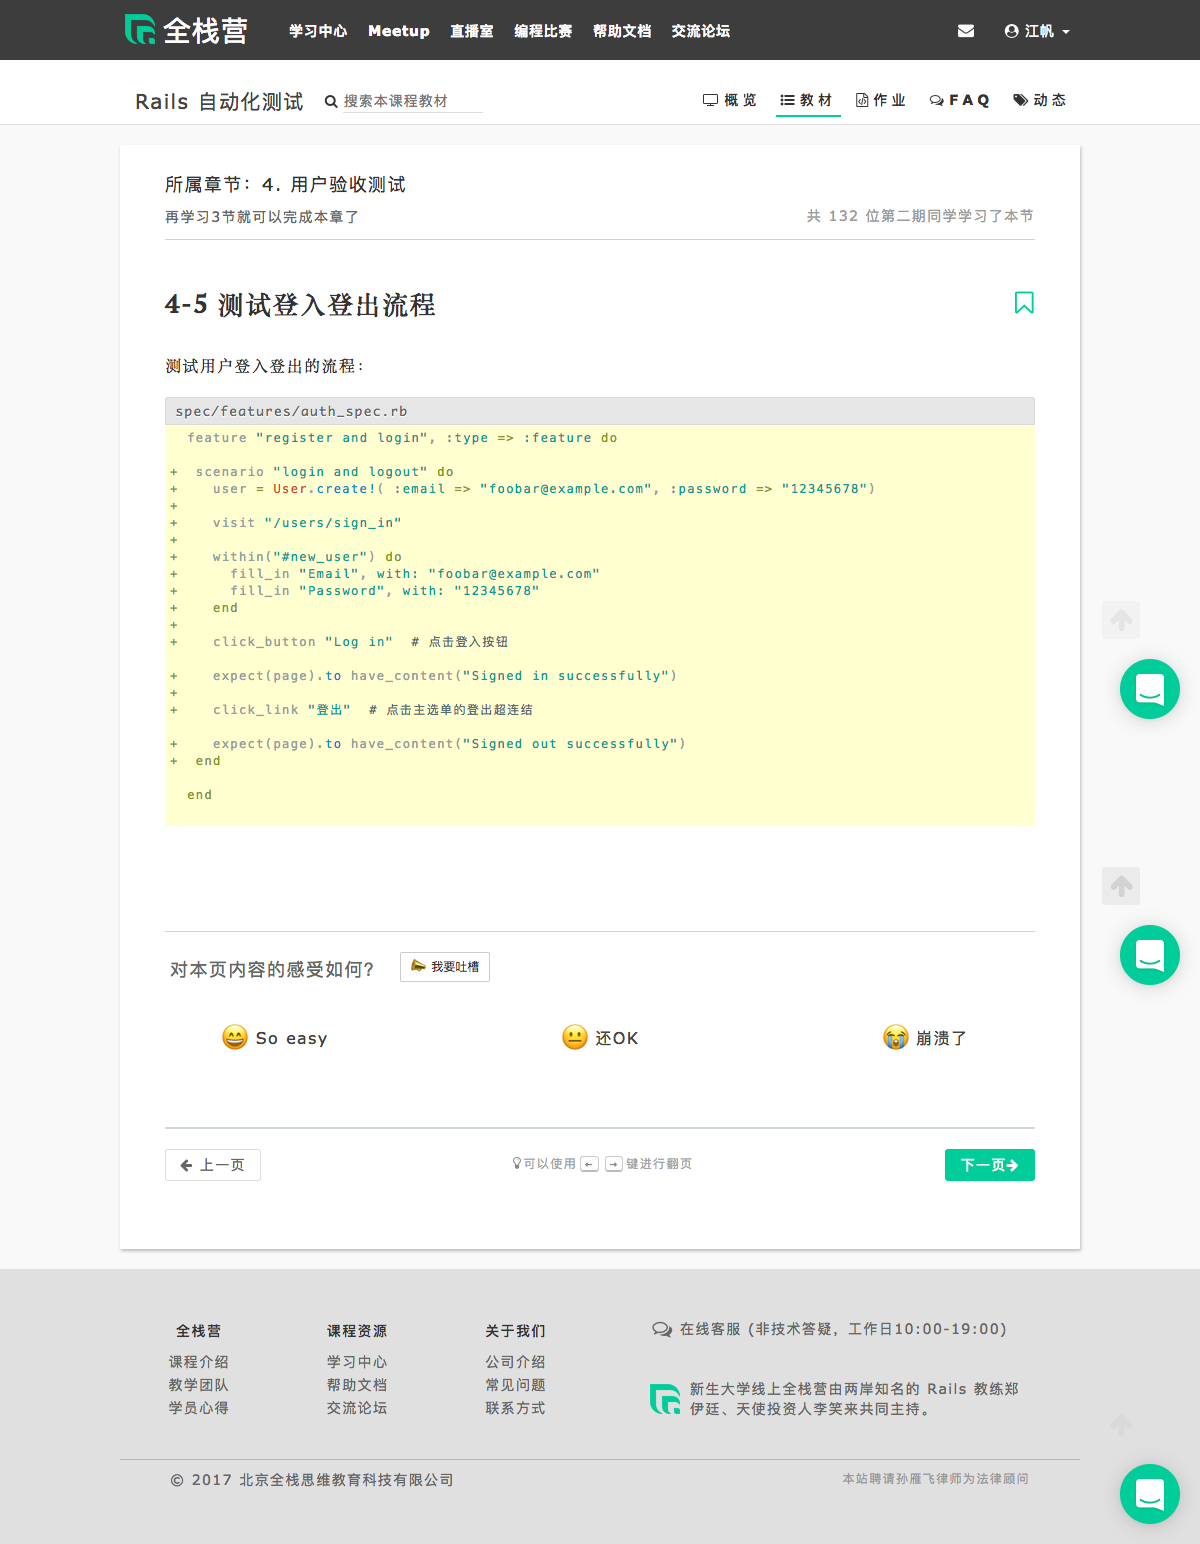 全栈营 学习中心 Meetup 直播室 编程比赛 帮助文档 交流论坛 江帆
Rails 自动化测试 搜索本课程教材 概览 教材 作业 FAQ 动态
所属章节：4. 用户验收测试
再学习3节就可以完成本章了 共 132 位第二期同学学习了本节
4-5 测试登入登出流程
测试用户登入登出的流程：
spec/features/auth_spec.rb
  feature "register and login", :type => :feature do
+  scenario "login and logout" do
+    user = User.create!( :email => "foobar@example.com", :password => "12345678")
+
+    visit "/users/sign_in"
+
+    within("#new_user") do
+      fill_in "Email", with: "foobar@example.com"
+      fill_in "Password", with: "12345678"
+    end
+
+    click_button "Log in"  # 点击登入按钮
+    expect(page).to have_content("Signed in successfully")
+
+    click_link "登出"  # 点击主选单的登出超连结
+    expect(page).to have_content("Signed out successfully")
+  end
  end
对本页内容的感受如何? 我要吐槽
So easy 还OK 崩溃了
← 上一页 可以使用 ← → 键进行翻页 下一页→
全栈营 课程资源 关于我们 在线客服 (非技术答疑，工作日10:00-19:00)
课程介绍 学习中心 公司介绍
教学团队 帮助文档 常见问题
学员心得 交流论坛 联系方式
新生大学线上全栈营由两岸知名的 Rails 教练郑
伊廷、天使投资人李笑来共同主持。
© 2017 北京全栈思维教育科技有限公司 本站聘请孙雁飞律师为法律顾问